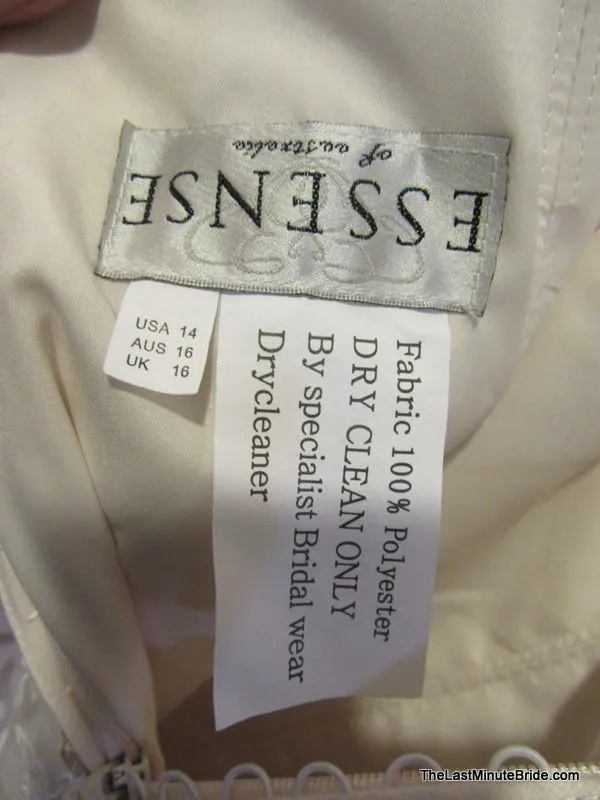 ESSENSE
of australia
USA 14
AUS 16
UK 16
Fabric 100% Polyester
DRY CLEAN ONLY
By specialist Bridal wear
Drycleaner
TheLastMinuteBride.com